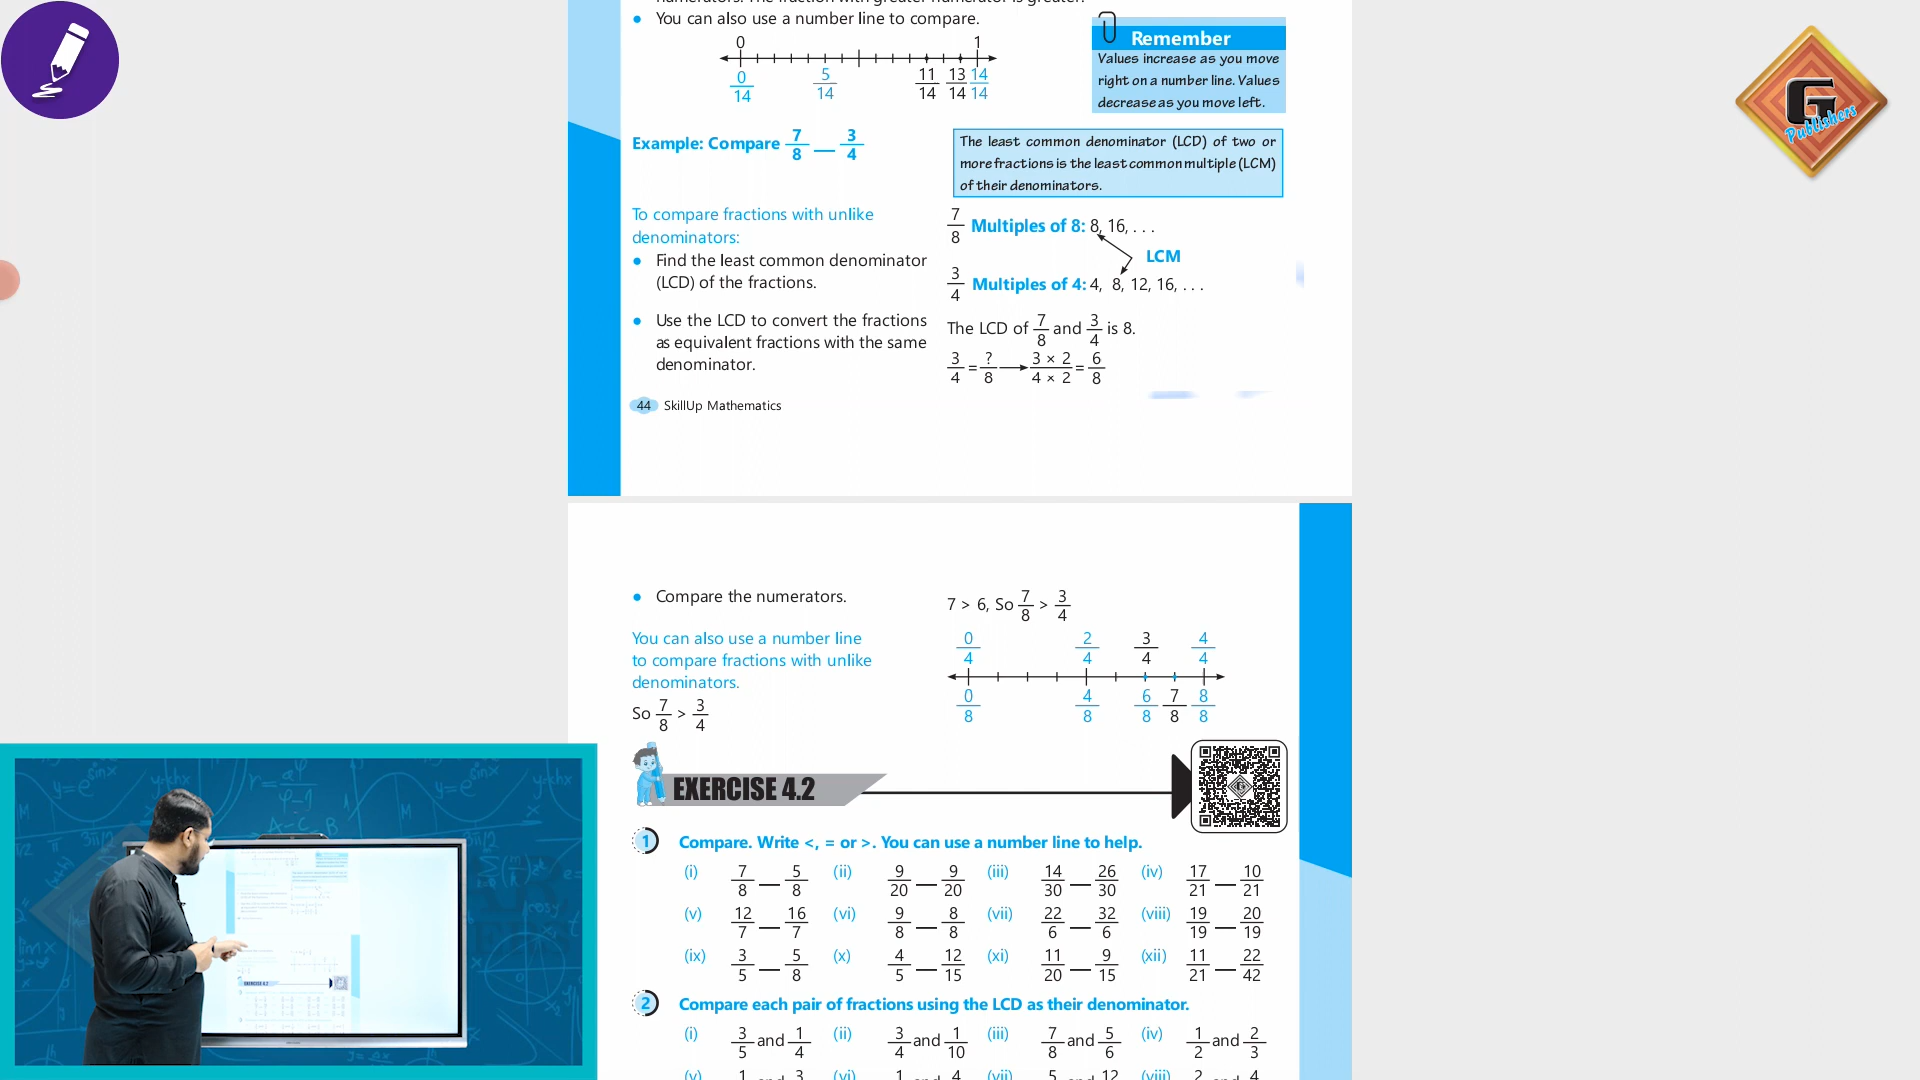 You can also use a number line to compare.
0 1
0/14 5/14 11/14 13/14 14/14
Remember
Values increase as you move
right on a number line. Values
decrease as you move left.
G
Publishers
Example: Compare 7/8 __ 3/4
The least common denominator (LCD) of two or
more fractions is the least common multiple (LCM)
of their denominators.
To compare fractions with unlike
denominators:
• Find the least common denominator
(LCD) of the fractions.
• Use the LCD to convert the fractions
as equivalent fractions with the same
denominator.
7/8 Multiples of 8: 8, 16, . . .
LCM
3/4 Multiples of 4: 4, 8, 12, 16, . . .
The LCD of 7/8 and 3/4 is 8.
3/4 = ?/8 → 3 × 2/4 × 2 = 6/8
44 SkillUp Mathematics
• Compare the numerators.
7 > 6, So 7/8 > 3/4
You can also use a number line
to compare fractions with unlike
denominators.
So 7/8 > 3/4
0/4 2/4 3/4 4/4
0/8 4/8 6/8 7/8 8/8
EXERCISE 4.2
1 Compare. Write <, = or >. You can use a number line to help.
(i) 7/8 __ 5/8 (ii) 9/20 __ 9/20 (iii) 14/30 __ 26/30 (iv) 17/21 __ 10/21
(v) 12/7 __ 16/7 (vi) 9/8 __ 8/8 (vii) 22/6 __ 32/6 (viii) 19/19 __ 20/19
(ix) 3/5 __ 5/8 (x) 4/5 __ 12/15 (xi) 11/20 __ 9/15 (xii) 11/21 __ 22/42
2 Compare each pair of fractions using the LCD as their denominator.
(i) 3/5 and 1/4 (ii) 3/4 and 1/10 (iii) 7/8 and 5/6 (iv) 1/2 and 2/3